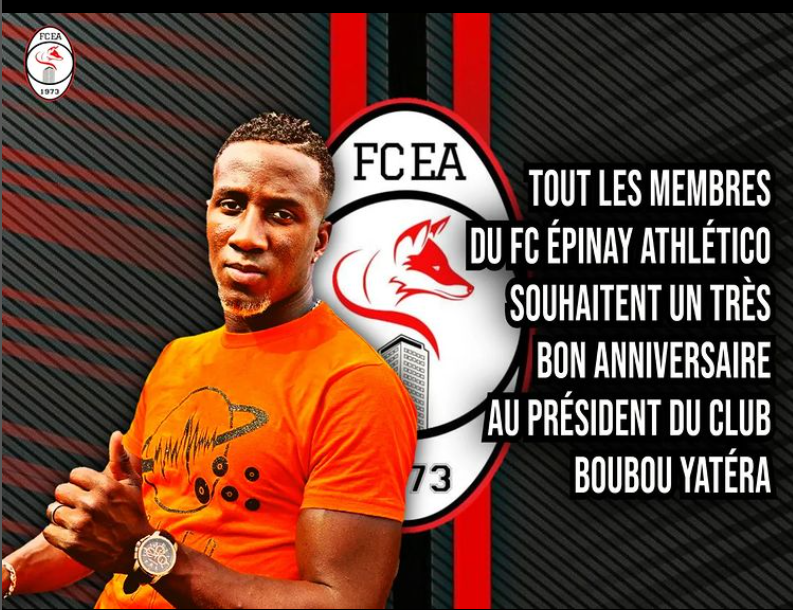 FCEA
1973
FCEA
73
TOUT LES MEMBRES
DU FC ÉPINAY ATHLÉTICO
SOUHAITENT UN TRÈS
BON ANNIVERSAIRE
AU PRÉSIDENT DU CLUB
BOUBOU YATÉRA